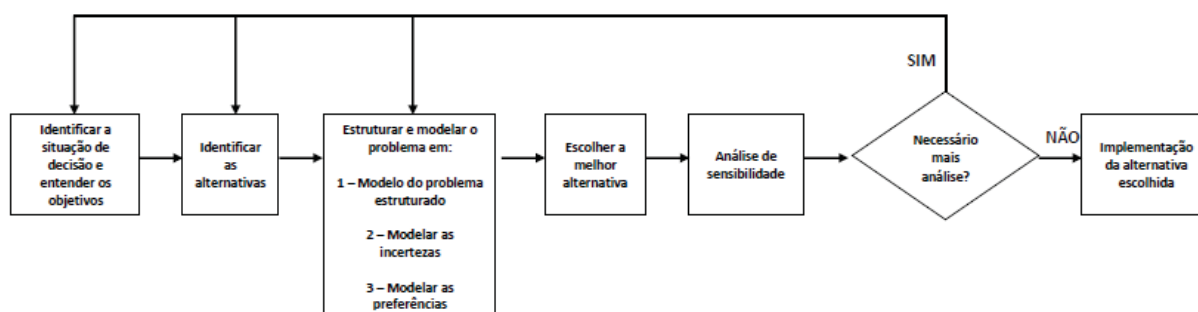 SIM
Identificar a
situação de
decisão e
entender os
objetivos
Identificar
as
alternativas
Estruturar e modelar o
problema em:
1 – Modelo do problema
estruturado
2 – Modelar as
incertezas
3 – Modelar as
preferências
Escolher a
melhor
alternativa
Análise de
sensibilidade
Necessário
mais
análise?
NÃO
Implementação
da alternativa
escolhida